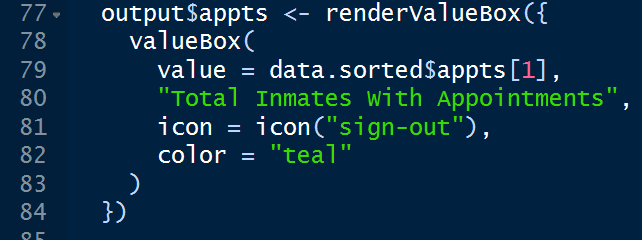 77 output$appts <- renderValueBox({
78 valueBox(
79 value = data.sorted$appts[1],
80 "Total Inmates With Appointments",
81 icon = icon("sign-out"),
82 color = "teal"
83 )
84 })
85